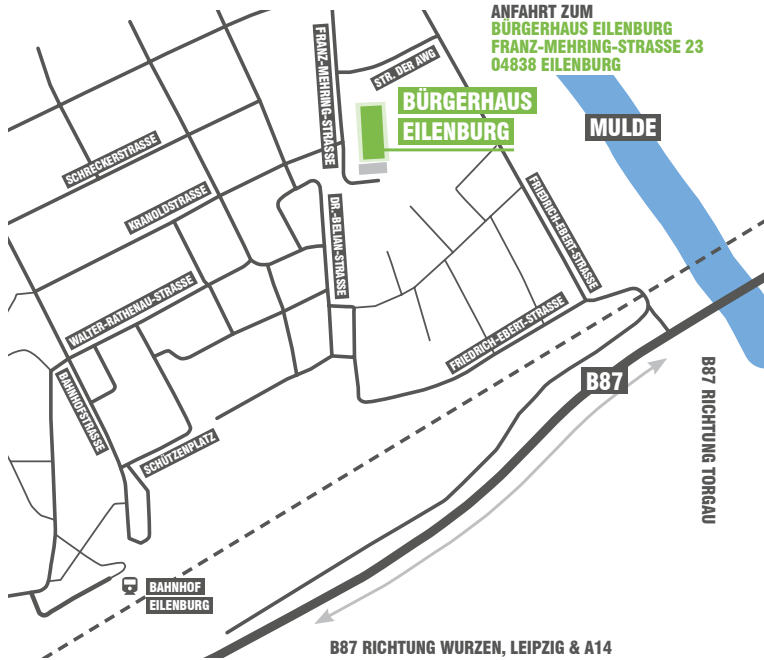 ANFAHRT ZUM
BÜRGERHAUS EILENBURG
FRANZ-MEHRING-STRASSE 23
04838 EILENBURG
FRANZ-MEHRING-STRASSE
STR. DER AWG
BÜRGERHAUS
EILENBURG
MULDE
SCHRECKERSTRASSE
KRANOLDSTRASSE
DR.-BELIAN-STRASSE
FRIEDRICH-EBERT-STRASSE
WALTER-RATHENAU-STRASSE
FRIEDRICH-EBERT-STRASSE
B87
B87 RICHTUNG TORGAU
BAHNHOFSTRASSE
SCHÜTZENPLATZ
BAHNHOF
EILENBURG
B87 RICHTUNG WURZEN, LEIPZIG & A14